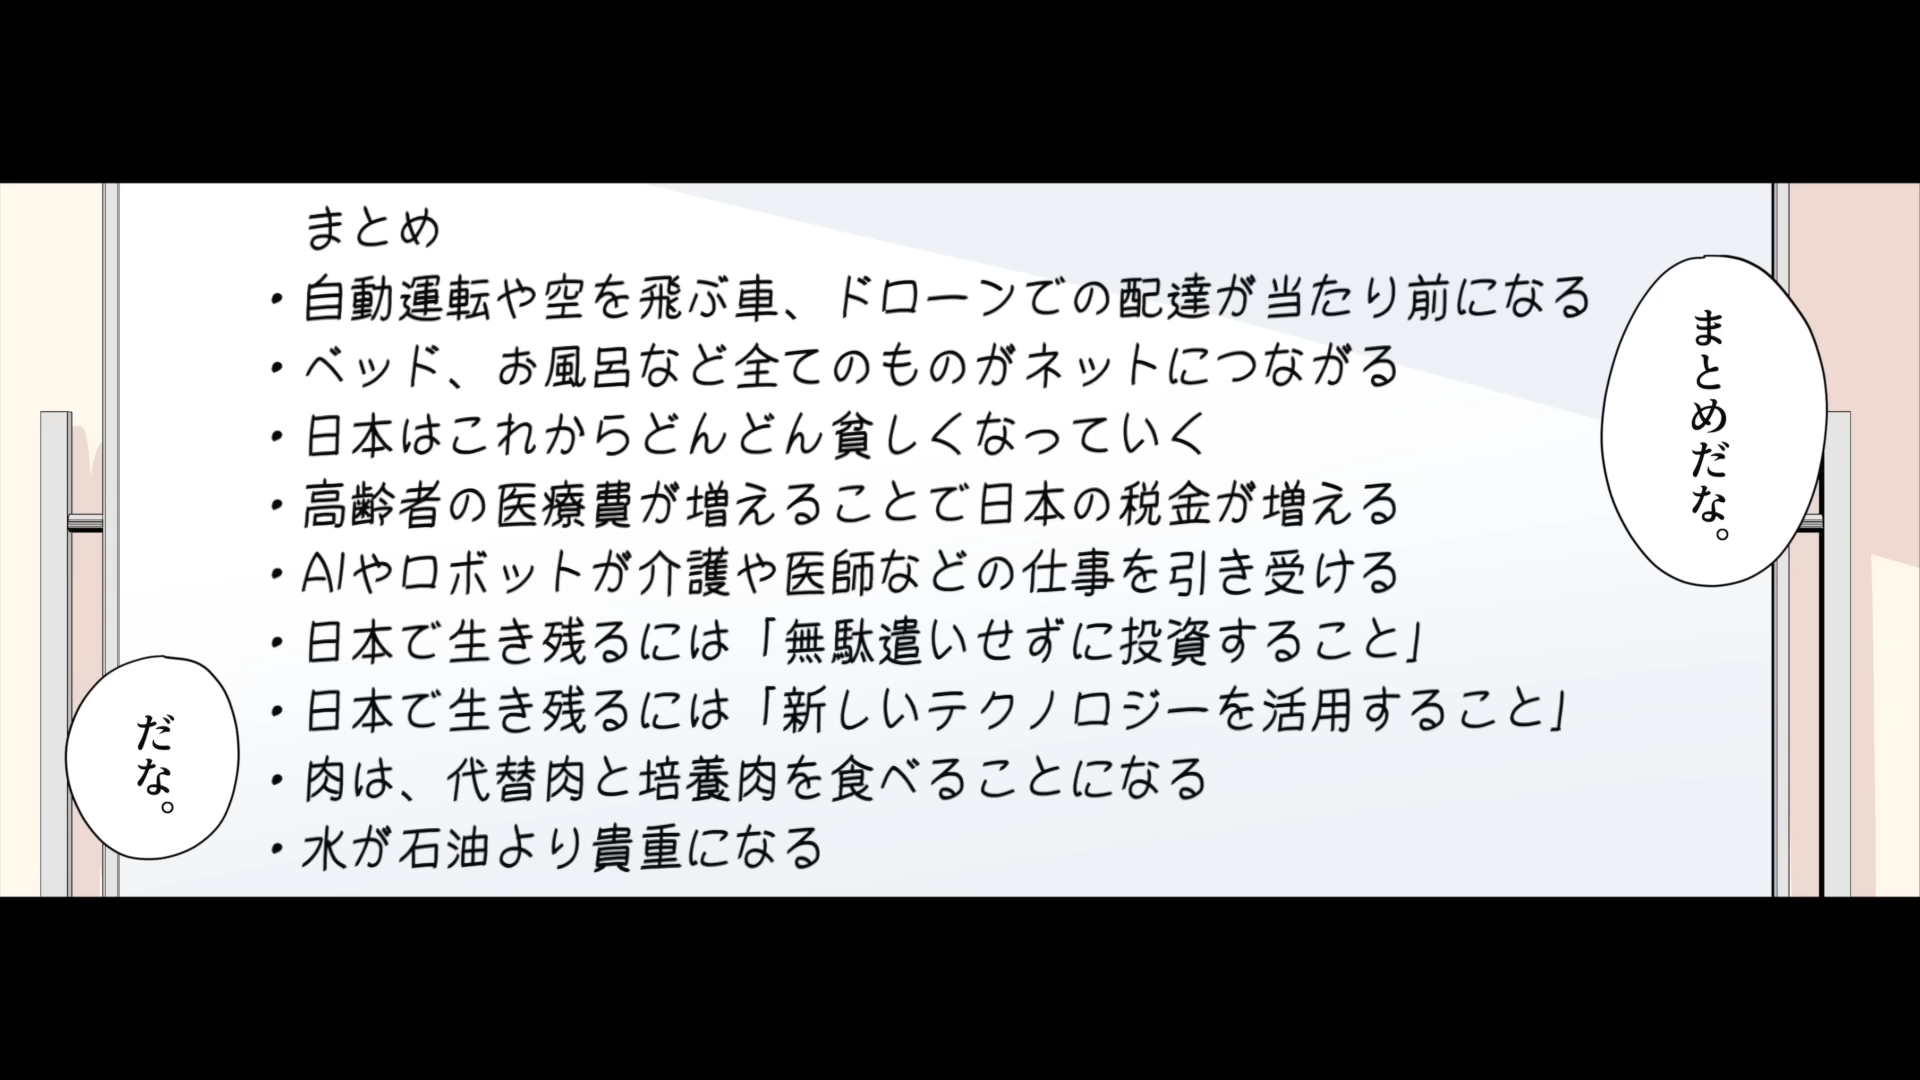 まとめ
・自動運転や空を飛ぶ車、ドローンでの配達が当たり前になる
・ベッド、お風呂など全てのものがネットにつながる
・日本はこれからどんどん貧しくなっていく
・高齢者の医療費が増えることで日本の税金が増える
・AIやロボットが介護や医師などの仕事を引き受ける
・日本で生き残るには「無駄遣いせずに投資すること」
・日本で生き残るには「新しいテクノロジーを活用すること」
・肉は、代替肉と培養肉を食べることになる
・水が石油より貴重になる
まとめだな。
だな。